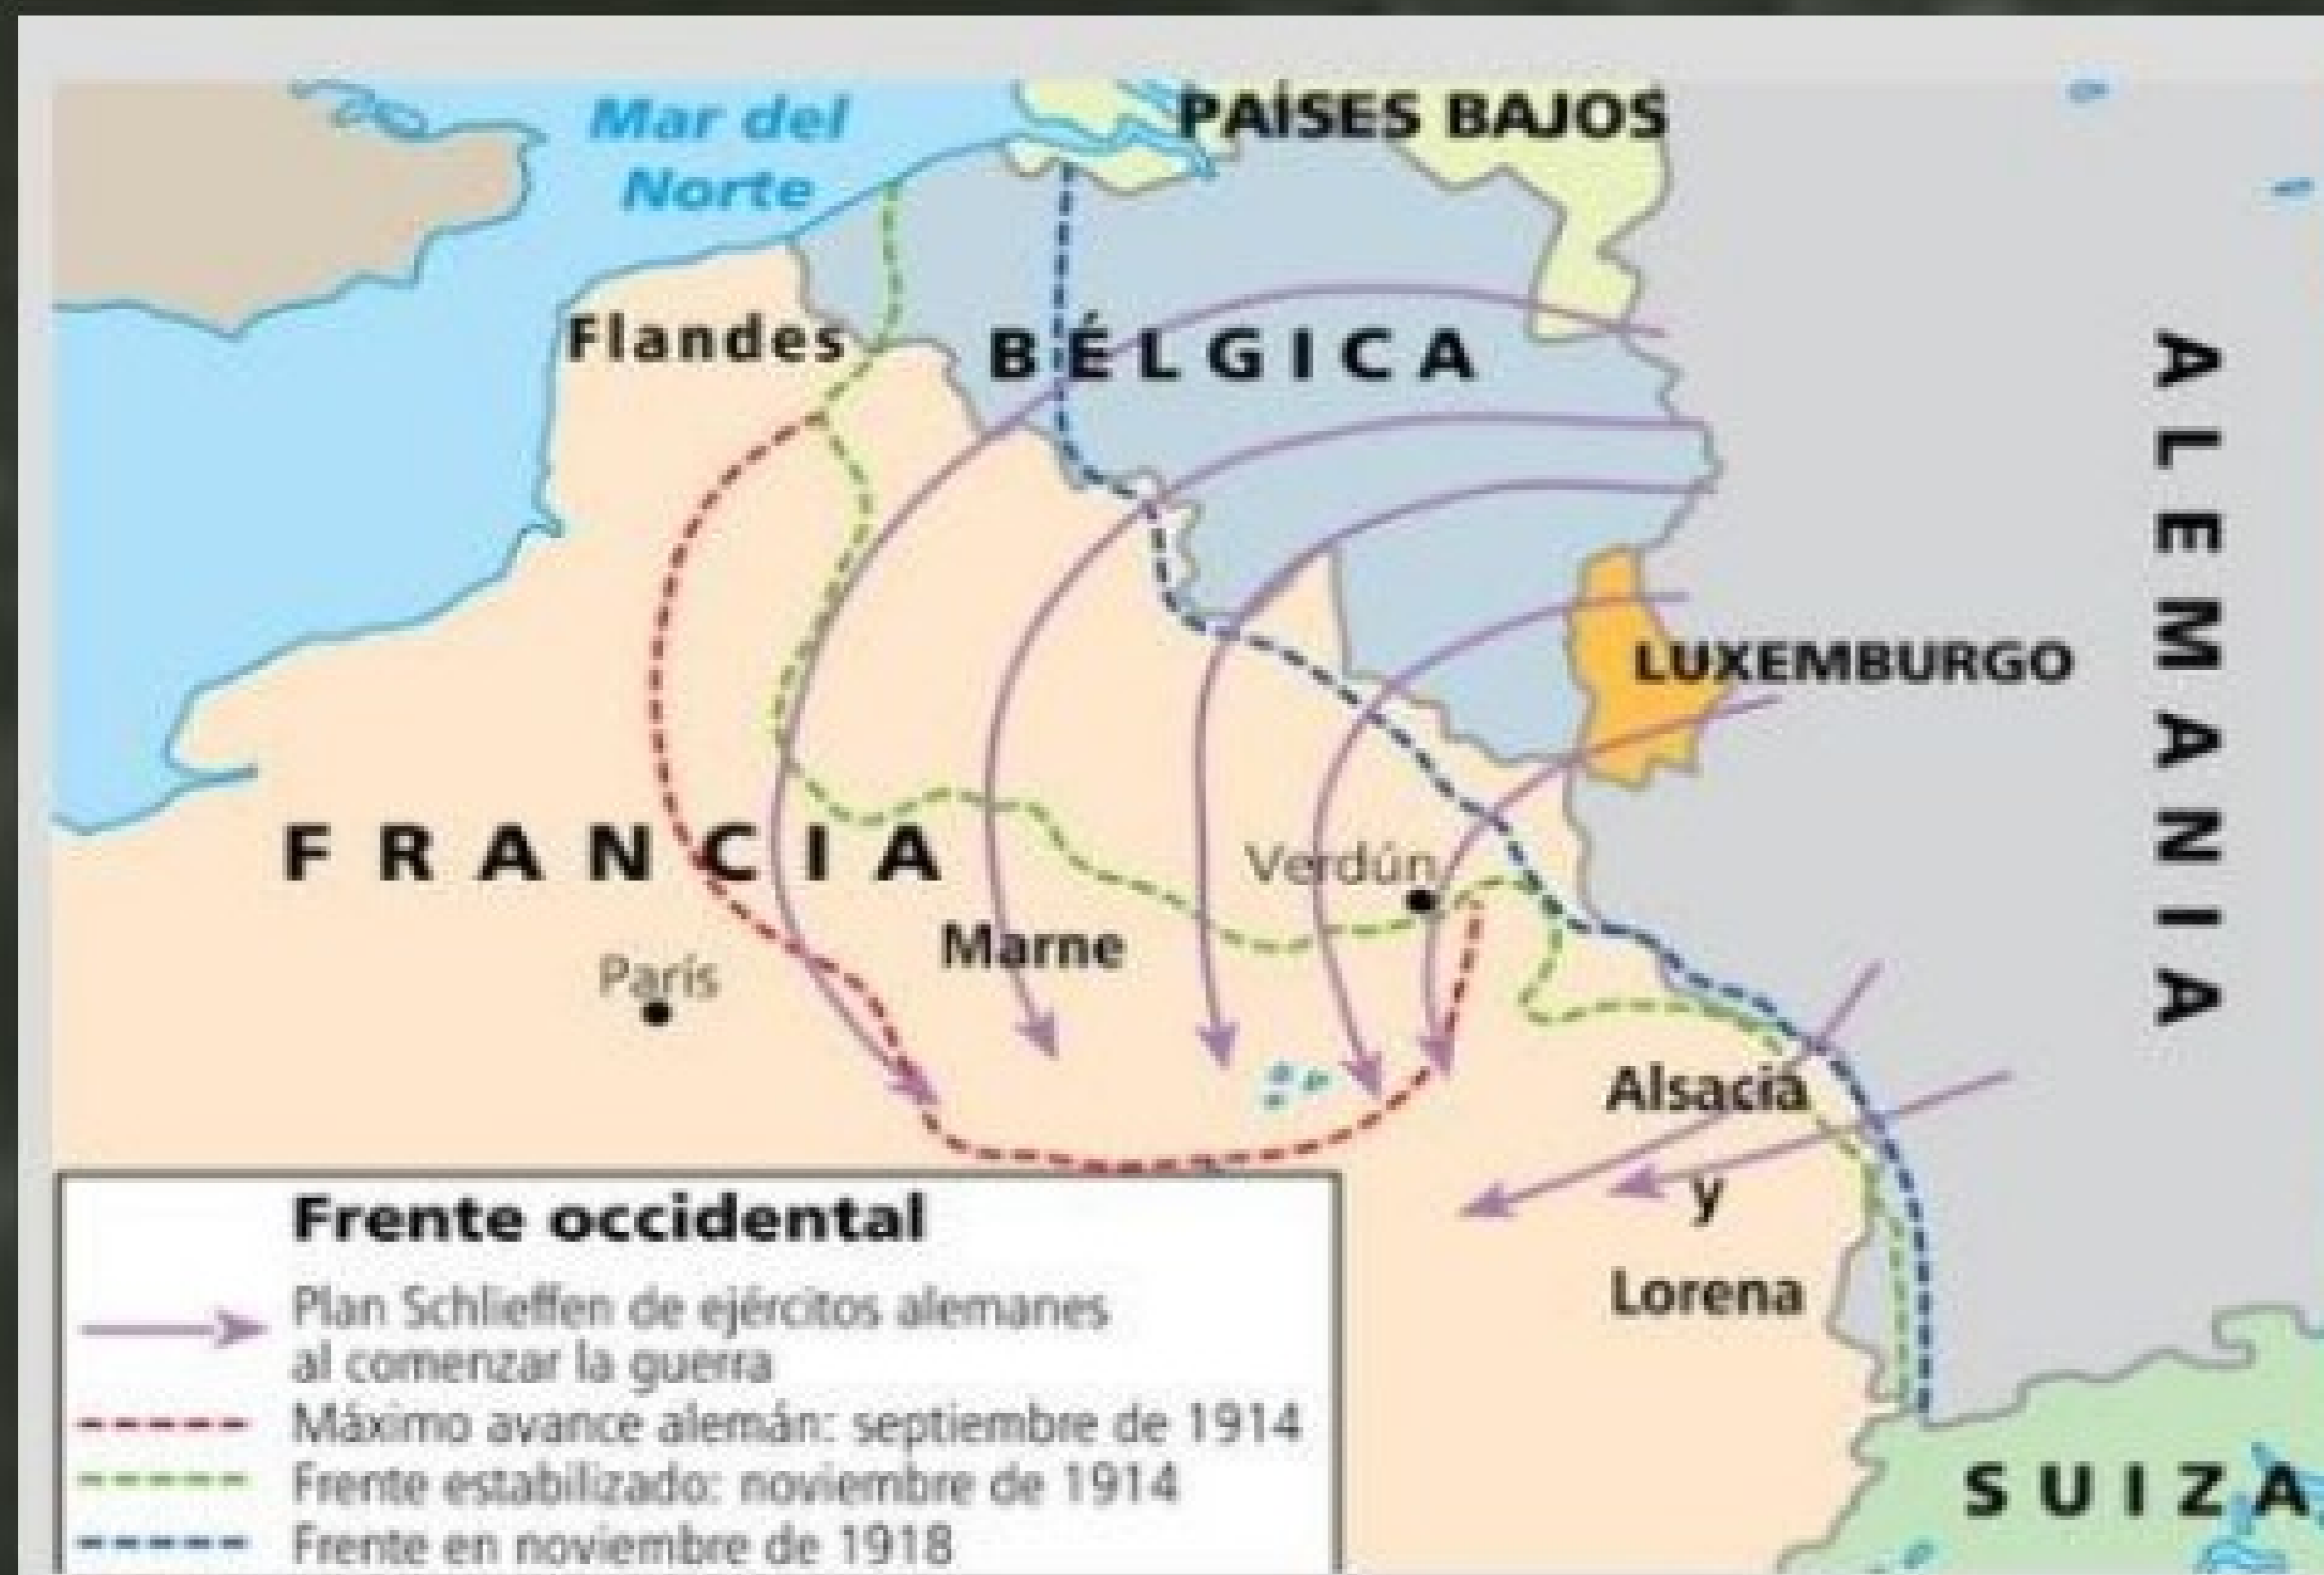 Mar del
Norte
PAÍSES BAJOS
Flandes
BÉLGICA
ALEMANIA
LUXEMBURGO
FRANCIA
Verdún
Marne
París
Alsacia
y
Lorena
SUIZA
Frente occidental
Plan Schlieffen de ejércitos alemanes
al comenzar la guerra
Máximo avance alemán: septiembre de 1914
Frente estabilizado: noviembre de 1914
Frente en noviembre de 1918